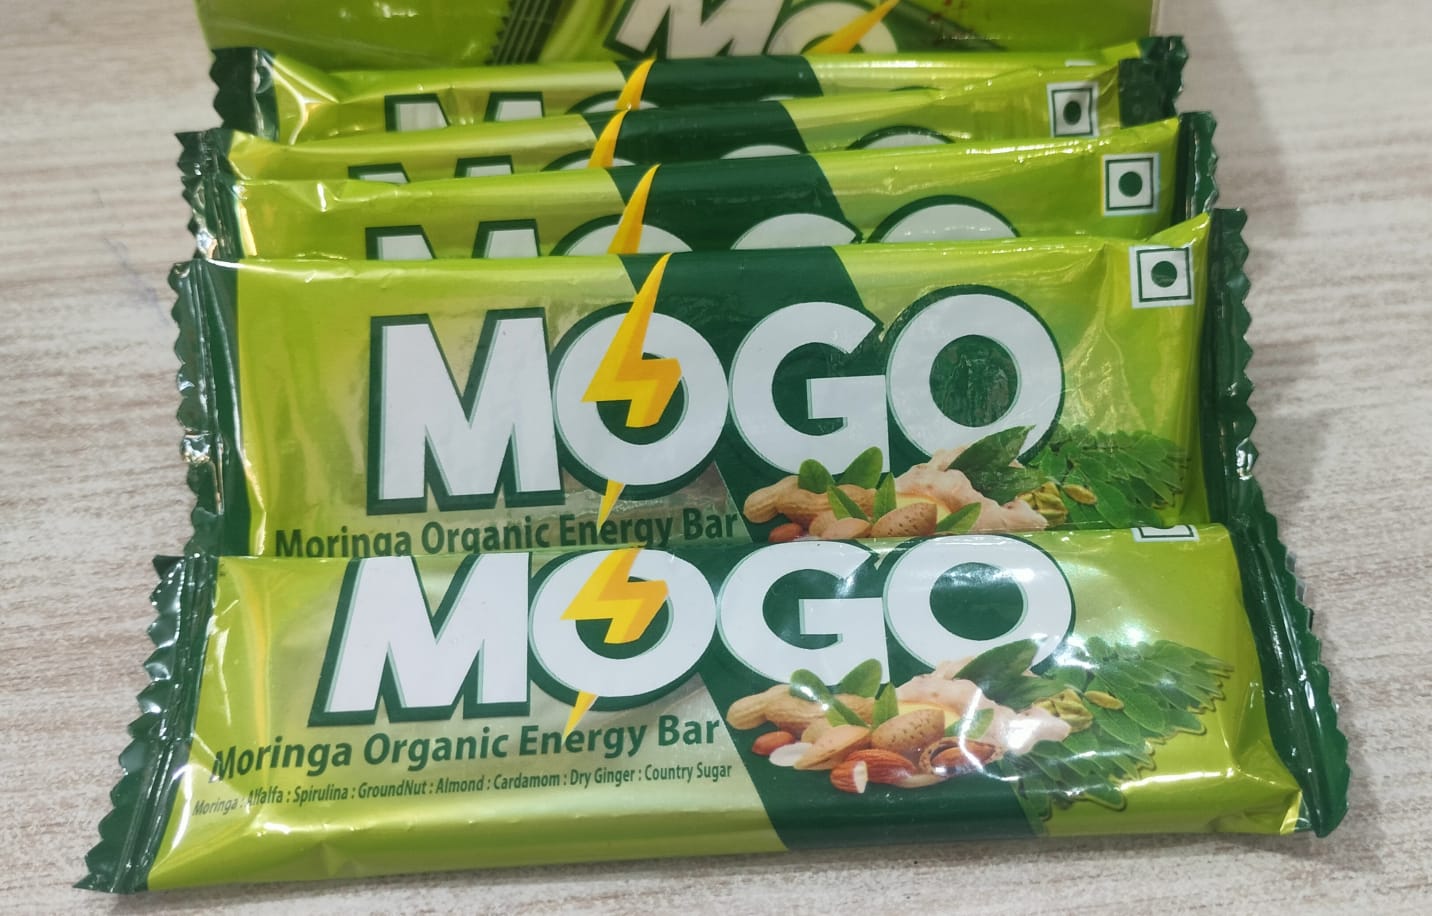 MO
MOGO
MOGO
MOGO
MOGO
Moringa Organic Energy Bar
MOGO
Moringa Organic Energy Bar
Moringa : Alfalfa : Spirulina : GroundNut : Almond : Cardamom : Dry Ginger : Country Sugar